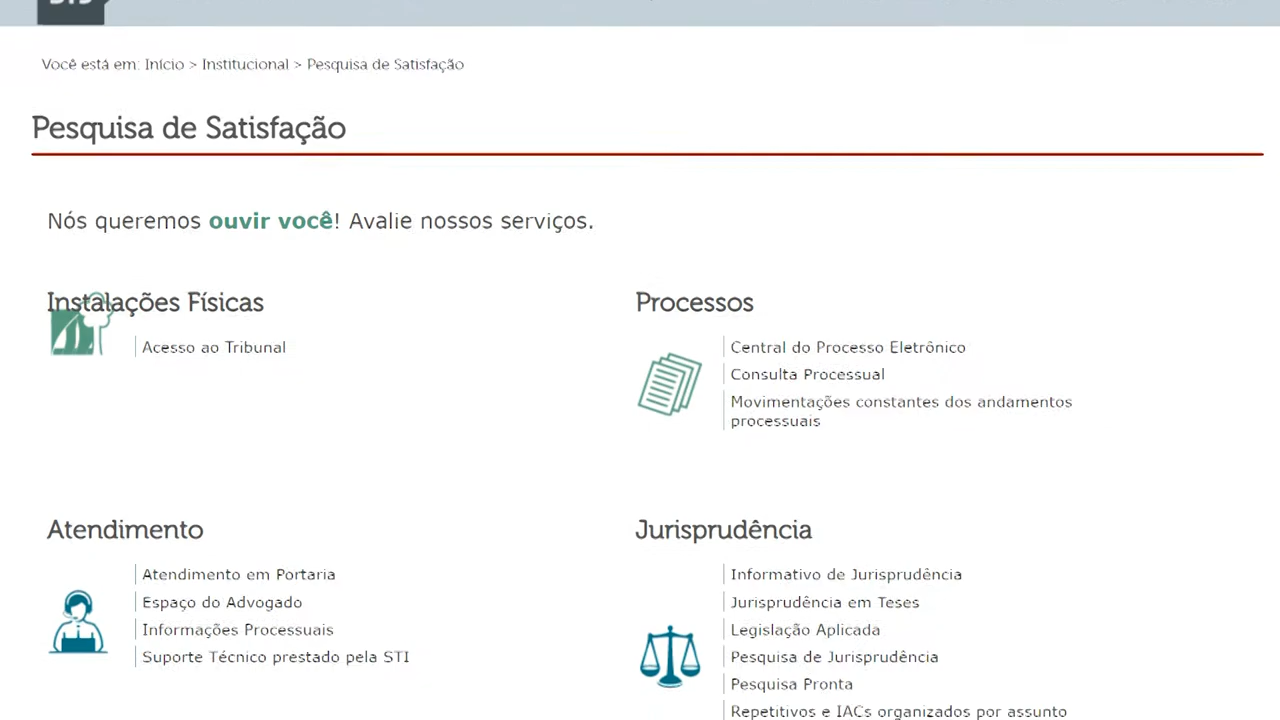 Você está em: Início > Institucional > Pesquisa de Satisfação
Pesquisa de Satisfação
Nós queremos ouvir você! Avalie nossos serviços.
Instalações Físicas
Acesso ao Tribunal
Processos
Central do Processo Eletrônico
Consulta Processual
Movimentações constantes dos andamentos
processuais
Atendimento
Atendimento em Portaria
Espaço do Advogado
Informações Processuais
Suporte Técnico prestado pela STI
Jurisprudência
Informativo de Jurisprudência
Jurisprudência em Teses
Legislação Aplicada
Pesquisa de Jurisprudência
Pesquisa Pronta
Repetitivos e IACs organizados por assunto